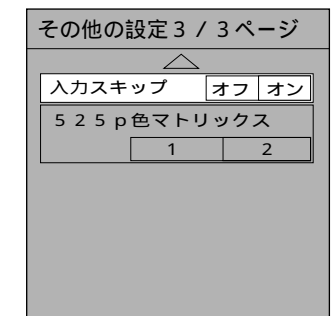 その他の設定３／３ページ
入力スキップ オフ オン
５２５ｐ色マトリックス
１ ２